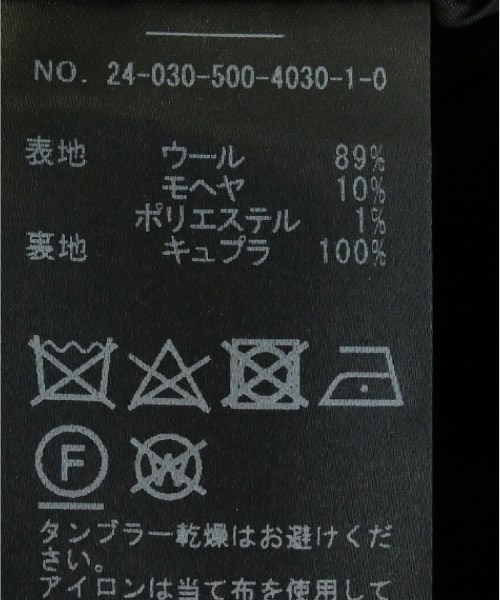 NO. 24-030-500-4030-1-0
表地 ウール 89%
モヘヤ 10%
ポリエステル 1%
裏地 キュプラ 100%
F W
タンブラー乾燥はお避けくだ
さい。
アイロンは当て布を使用して